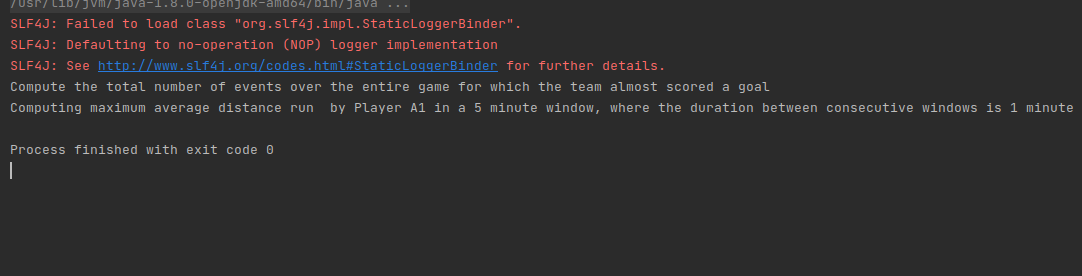 /usr/lib/jvm/java-1.8.0-openjdk-amd64/bin/java ...
SLF4J: Failed to load class "org.slf4j.impl.StaticLoggerBinder".
SLF4J: Defaulting to no-operation (NOP) logger implementation
SLF4J: See http://www.slf4j.org/codes.html#StaticLoggerBinder for further details.
Compute the total number of events over the entire game for which the team almost scored a goal
Computing maximum average distance run  by Player A1 in a 5 minute window, where the duration between consecutive windows is 1 minute
Process finished with exit code 0